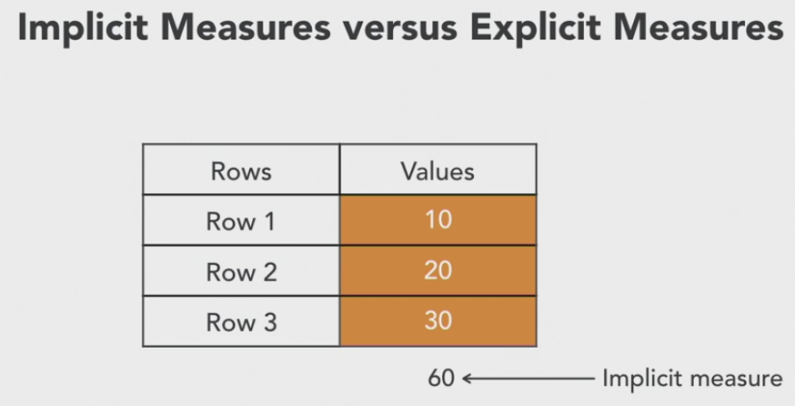 Implicit Measures versus Explicit Measures
Rows Values
Row 1 10
Row 2 20
Row 3 30
60 Implicit measure